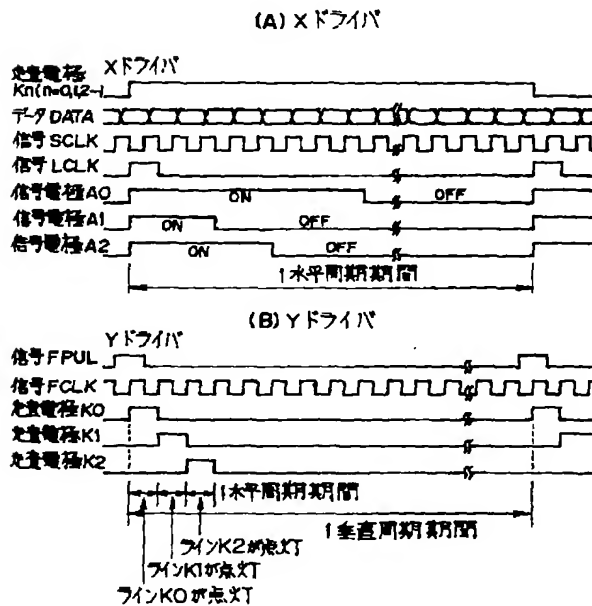 (A) Xドライバ
Xドライバ
走査電極
Kn(n=0,1,2~)
データDATA
信号SCLK
信号LCLK
信号電極A0
ON
OFF
信号電極A1
ON
OFF
信号電極A2
ON
OFF
1水平周期期間
(B) Yドライバ
Yドライバ
信号FPUL
信号FCLK
走査電極K0
走査電極K1
走査電極K2
1水平周期期間
1垂直周期期間
ラインK2が点灯
ラインK1が点灯
ラインK0が点灯